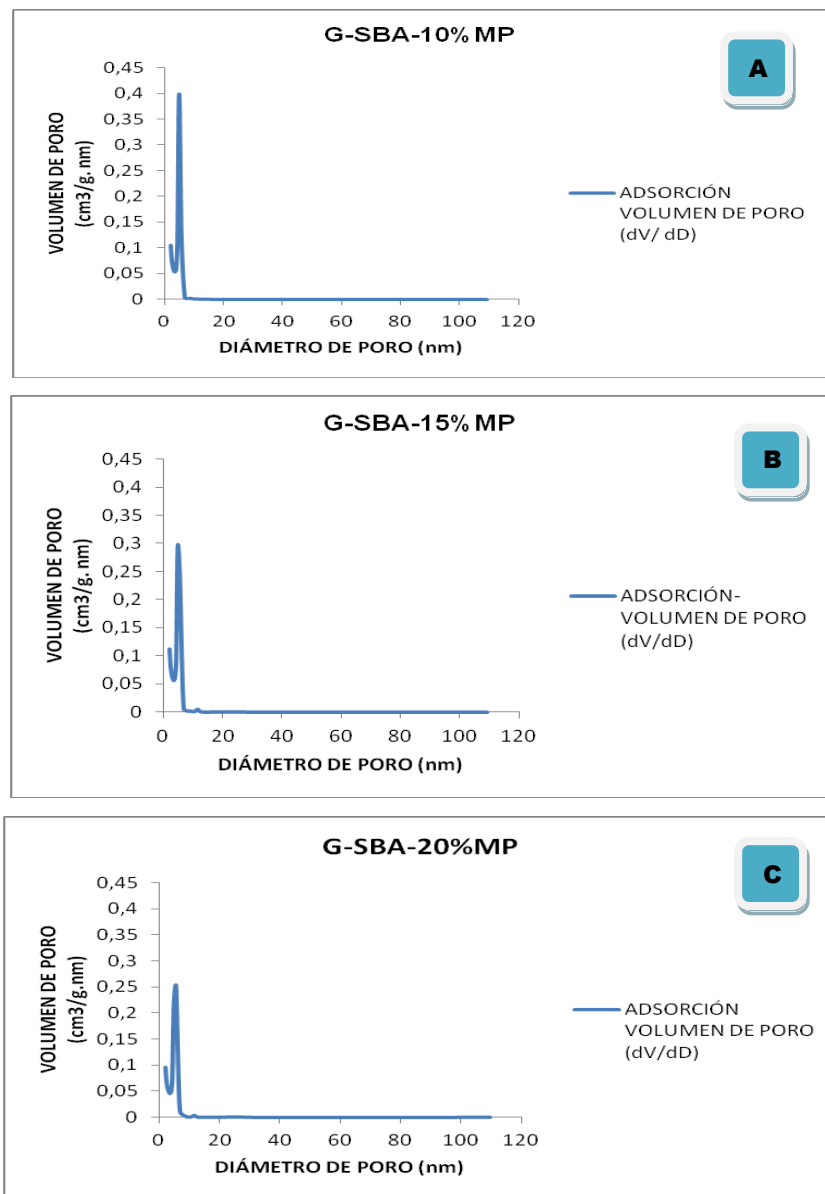 G-SBA-10% MP
A
VOLUMEN DE PORO
(cm3/g. nm)
0,45
0,4
0,35
0,3
0,25
0,2
0,15
0,1
0,05
0
0 20 40 60 80 100 120
DIÁMETRO DE PORO (nm)
ADSORCIÓN
VOLUMEN DE PORO
(dV/ dD)
G-SBA-15% MP
B
VOLUMEN DE PORO
(cm3/g. nm)
0,45
0,4
0,35
0,3
0,25
0,2
0,15
0,1
0,05
0
0 20 40 60 80 100 120
DIÁMETRO DE PORO (nm)
ADSORCIÓN-
VOLUMEN DE PORO
(dV/dD)
G-SBA-20%MP
C
VOLUMEN DE PORO
(cm3/g.nm)
0,45
0,4
0,35
0,3
0,25
0,2
0,15
0,1
0,05
0
0 20 40 60 80 100 120
DIÁMETRO DE PORO (nm)
ADSORCIÓN
VOLUMEN DE PORO
(dV/dD)